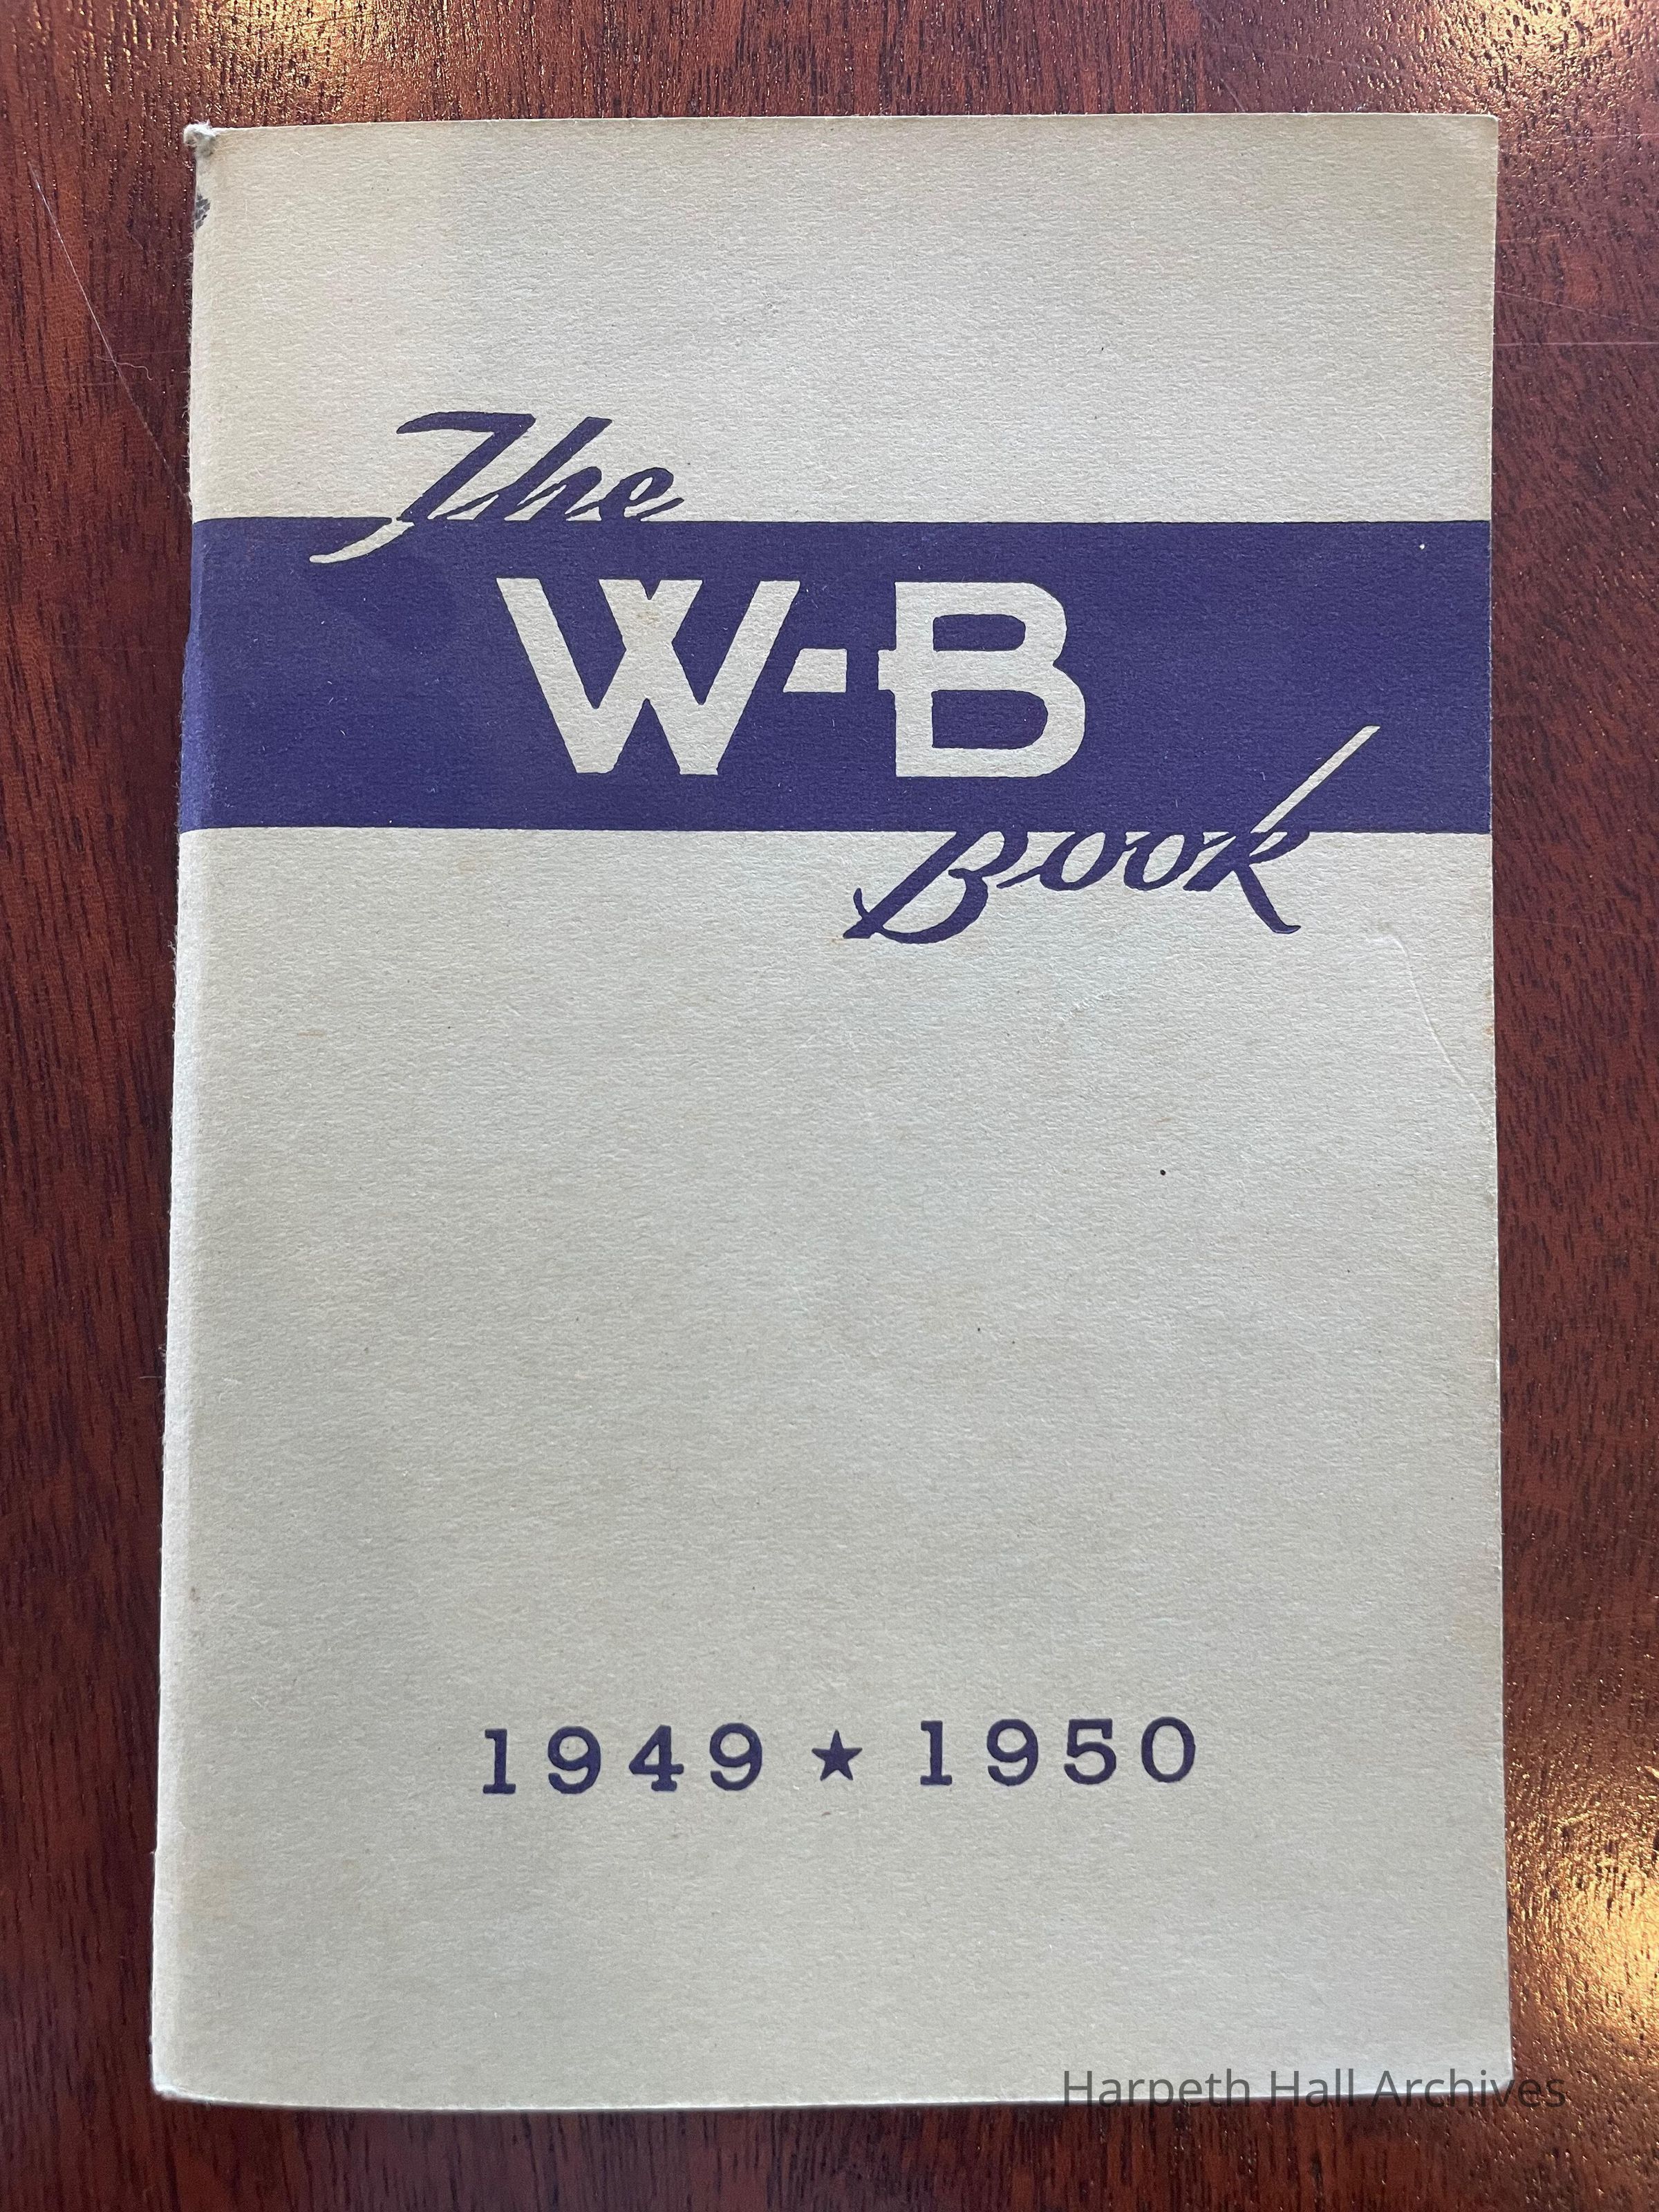 The
W-B
Book
1949 ★ 1950
Harpeth Hall Archives